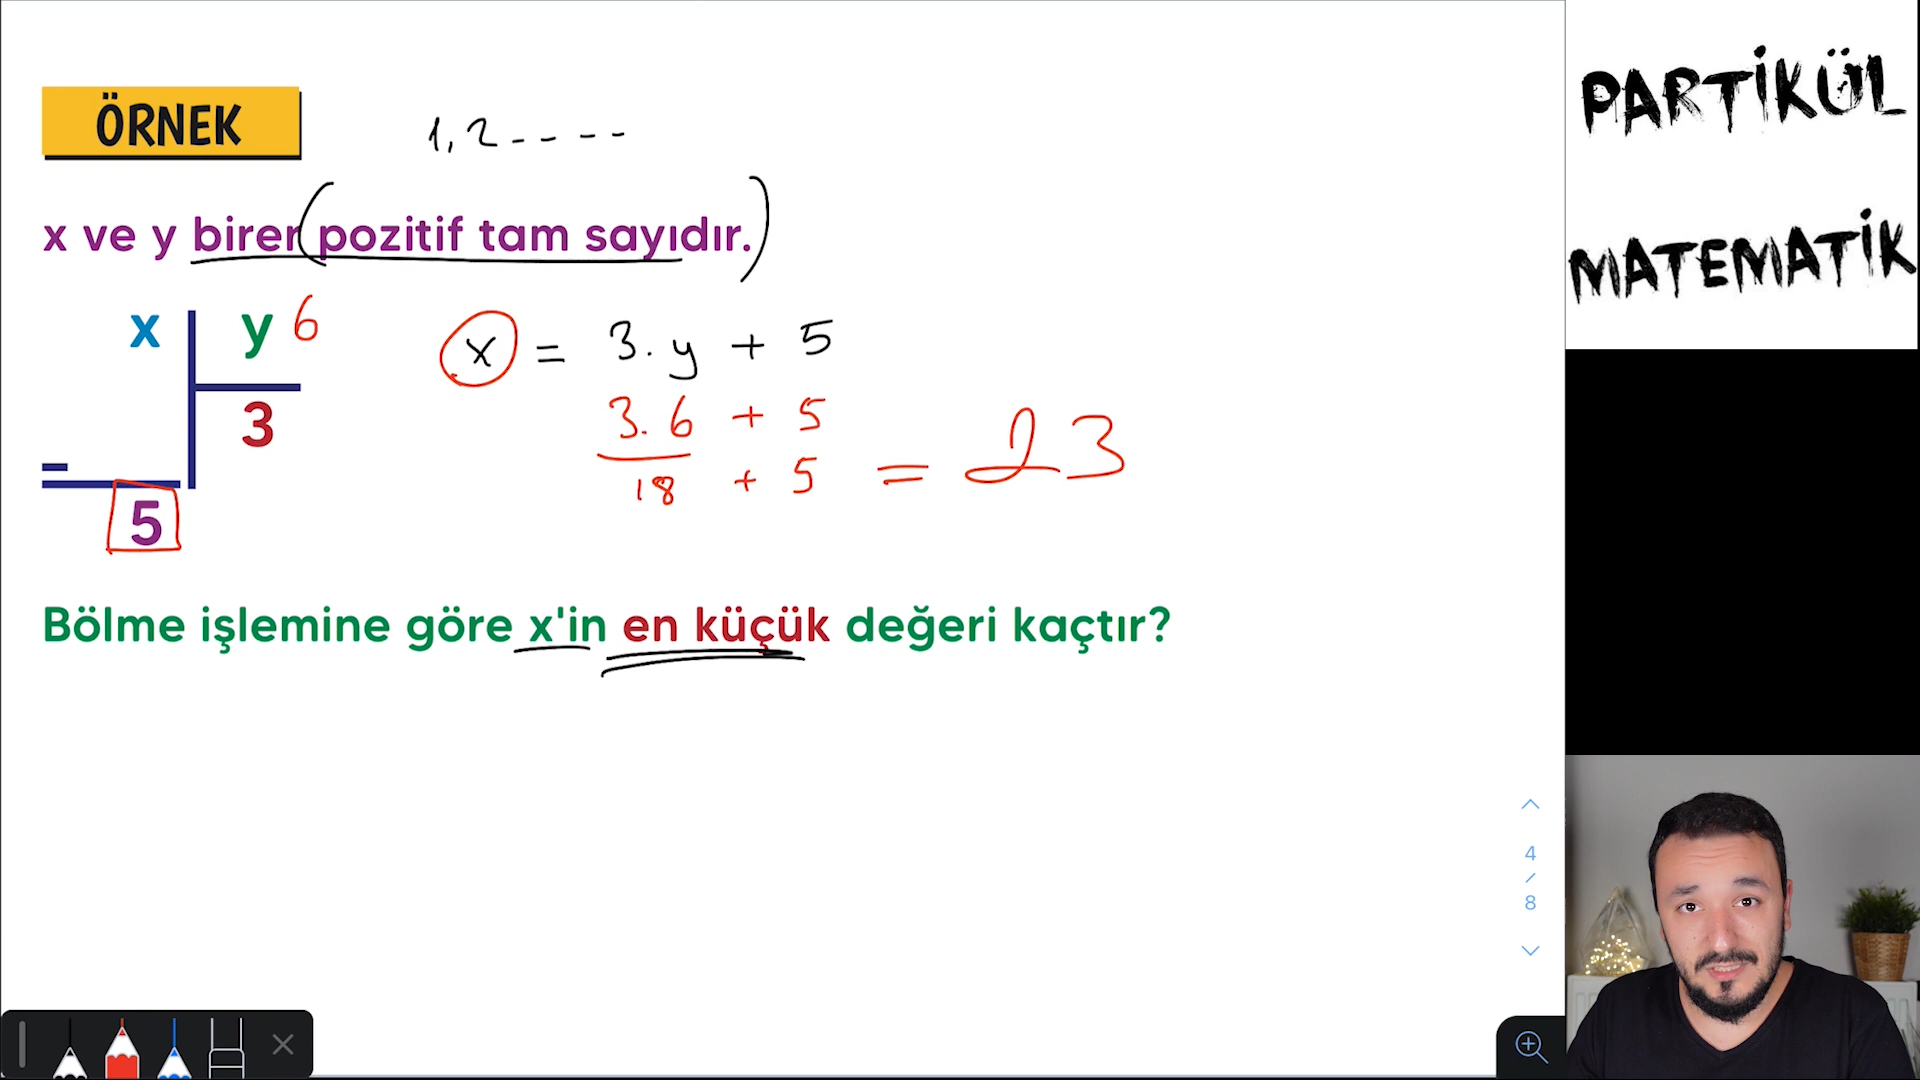 ÖRNEK
1, 2 - - - -
x ve y birer (pozitif tam sayıdır.)
x y 6
3
5
x = 3. y + 5
3. 6 + 5
18 + 5 = 23
Bölme işlemine göre x'in en küçük değeri kaçtır?
PARTİKÜL
MATEMATİK
4
/
8